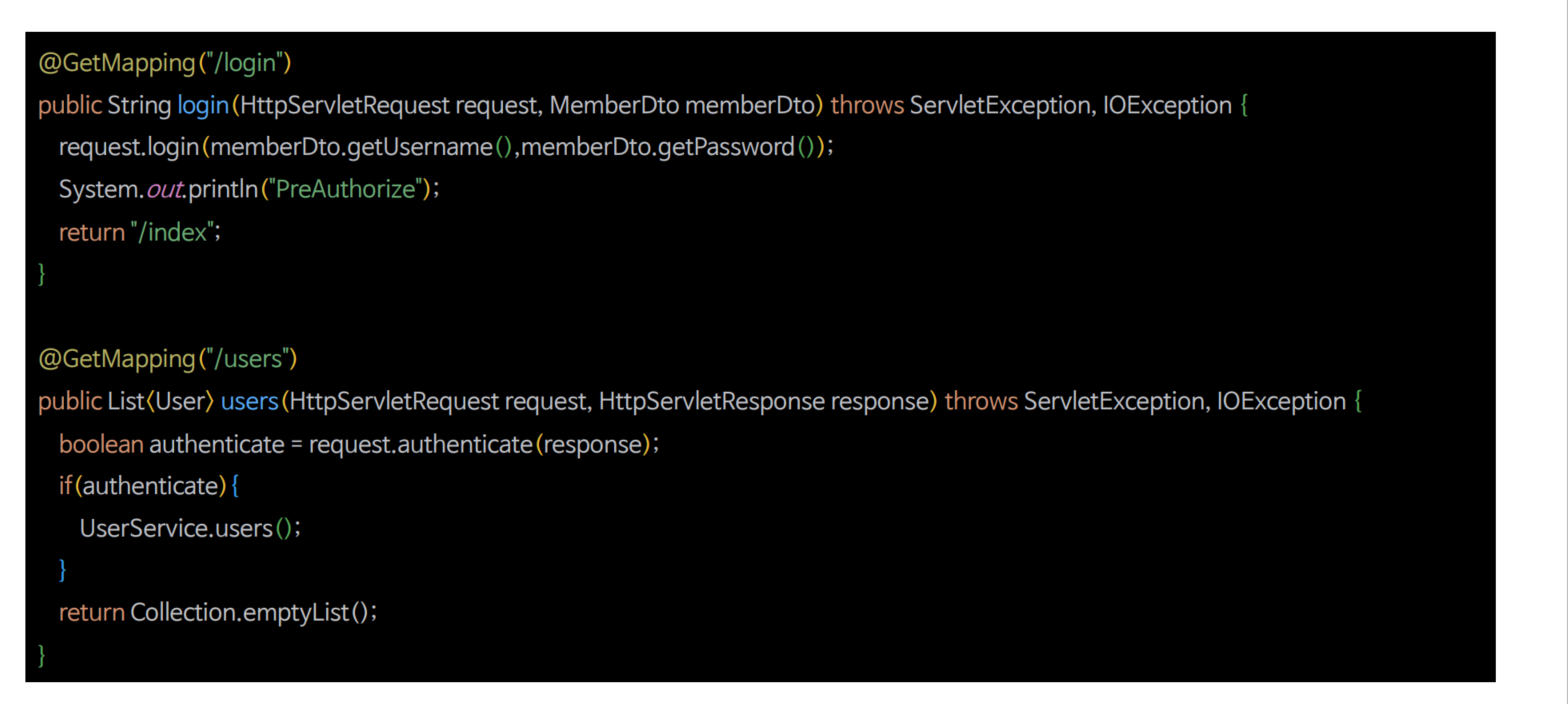 @GetMapping("/login")
public String login(HttpServletRequest request, MemberDto memberDto) throws ServletException, IOException {
request.login(memberDto.getUsername(),memberDto.getPassword());
System.out.println("PreAuthorize");
return "/index";
}
@GetMapping("/users")
public List〈User〉 users(HttpServletRequest request, HttpServletResponse response) throws ServletException, IOException {
boolean authenticate = request.authenticate(response);
if(authenticate){
UserService.users();
}
return Collection.emptyList();
}